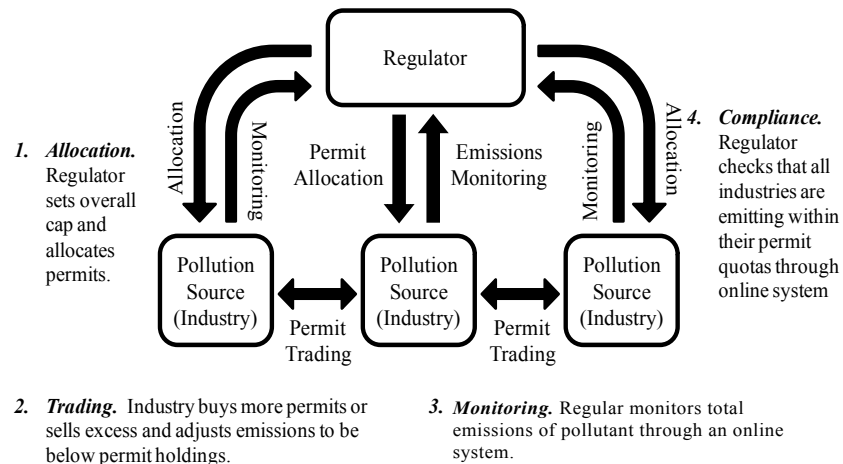 Regulator
Allocation
Monitoring
Permit
Allocation
Emissions
Monitoring
Monitoring
Allocation
1. Allocation.
Regulator
sets overall
cap and
allocates
permits.
4. Compliance.
Regulator
checks that all
industries are
emitting within
their permit
quotas through
online system
Pollution
Source
(Industry)
Pollution
Source
(Industry)
Pollution
Source
(Industry)
Permit
Trading
Permit
Trading
2. Trading. Industry buys more permits or
sells excess and adjusts emissions to be
below permit holdings.
3. Monitoring. Regular monitors total
emissions of pollutant through an online
system.